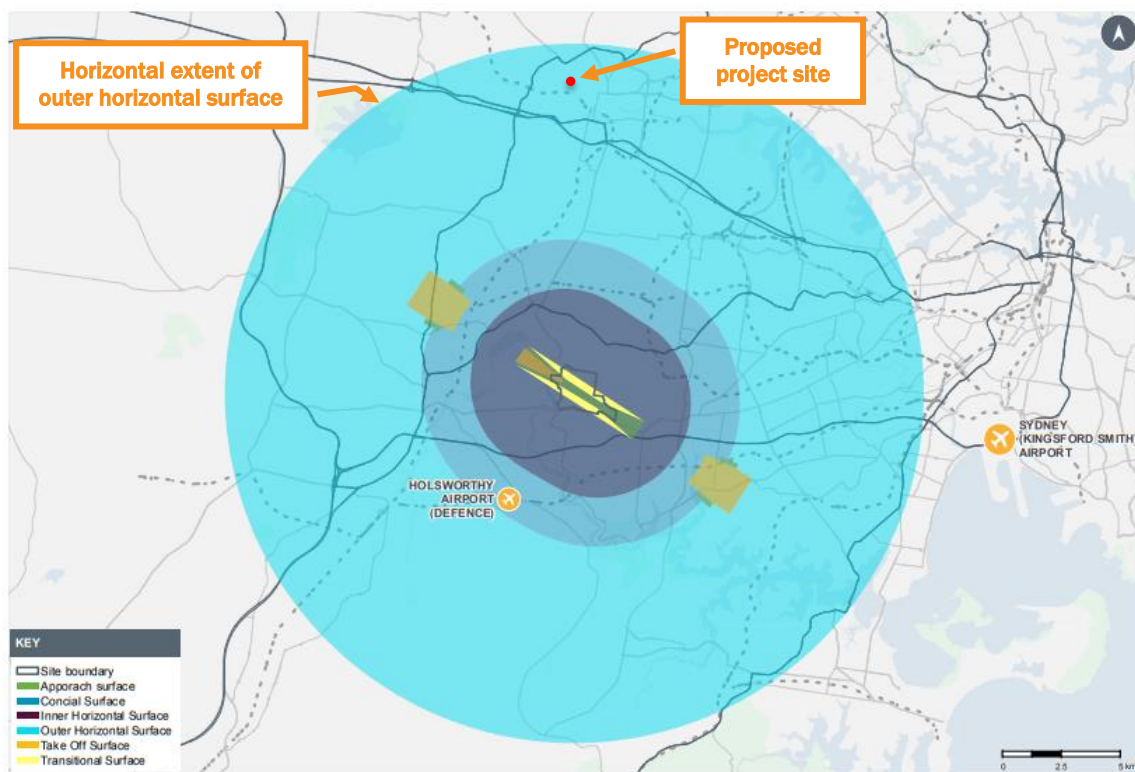 Horizontal extent of
outer horizontal surface
Proposed
project site
HOLSWORTHY
AIRPORT
(DEFENCE)
SYDNEY
(KINGSFORD SMITH)
AIRPORT
KEY
Site boundary
Apporach surface
Concial Surface
Inner Horizontal Surface
Outer Horizontal Surface
Take Off Surface
Transitional Surface
0 2.5 5 km